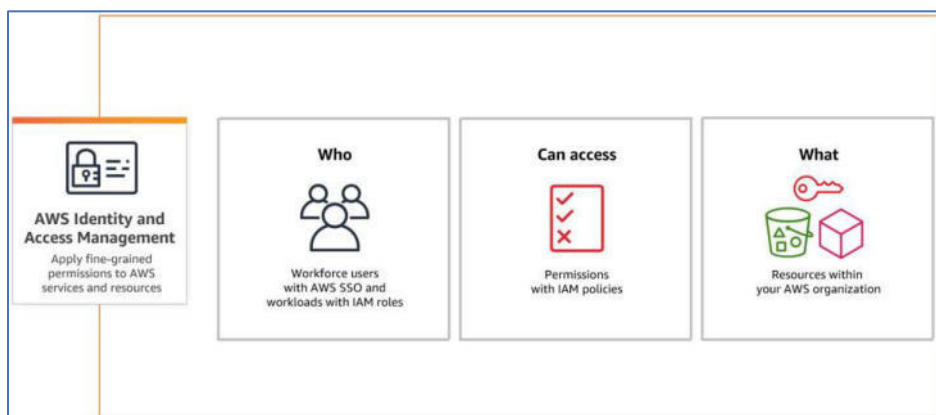 AWS Identity and
Access Management
Apply fine-grained
permissions to AWS
services and resources
Who
Workforce users
with AWS SSO and
workloads with IAM roles
Can access
Permissions
with IAM policies
What
Resources within
your AWS organization